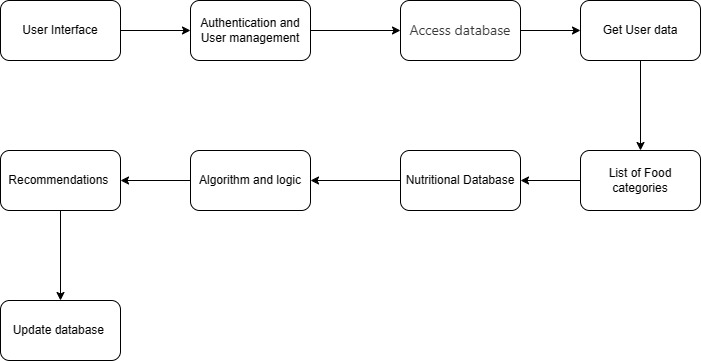 User Interface
Authentication and
User management
Access database
Get User data
Recommendations
Algorithm and logic
Nutritional Database
List of Food
categories
Update database